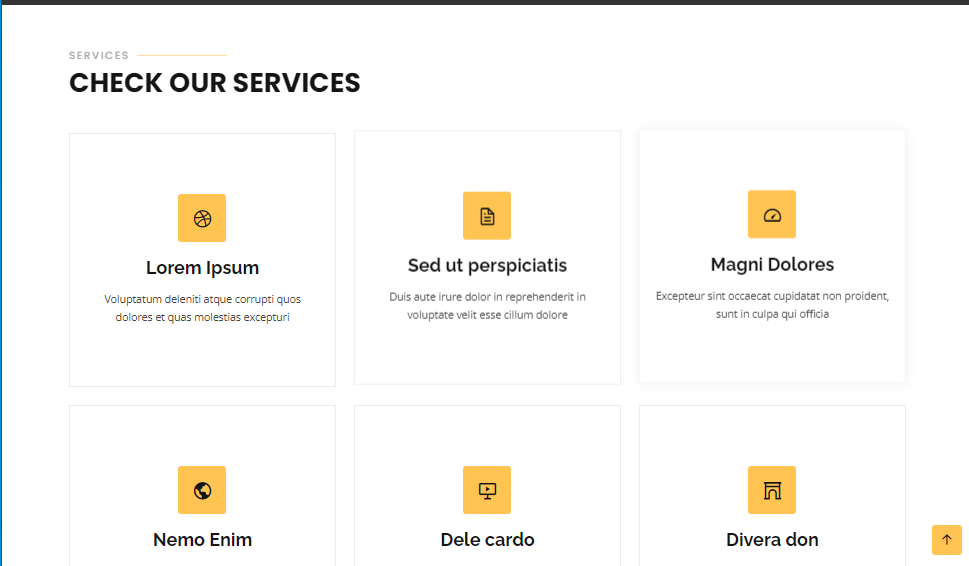 SERVICES
CHECK OUR SERVICES
Lorem Ipsum
Voluptatum deleniti atque corrupti quos
dolores et quas molestias excepturi
Sed ut perspiciatis
Duis aute irure dolor in reprehenderit in
voluptate velit esse cillum dolore
Magni Dolores
Excepteur sint occaecat cupidatat non proident,
sunt in culpa qui officia
Nemo Enim
Dele cardo
Divera don